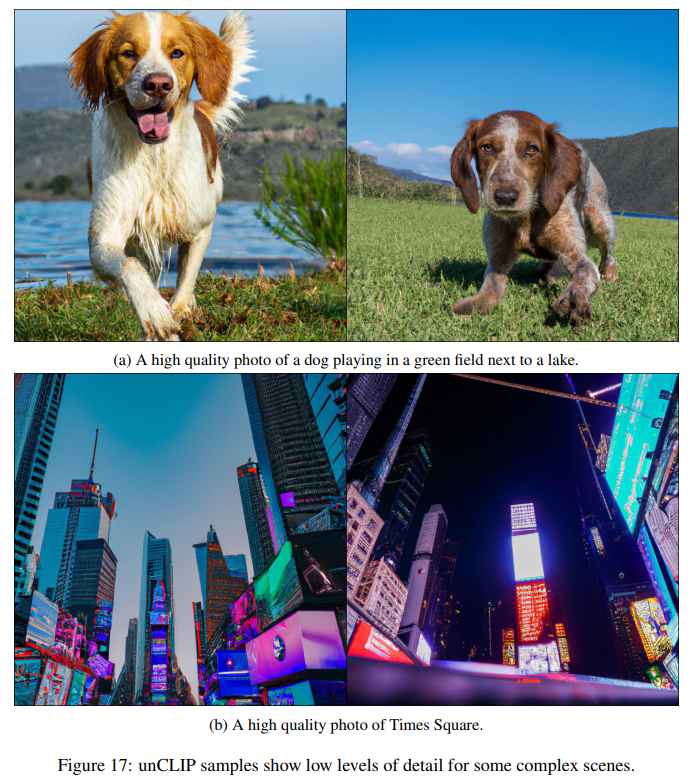 (a) A high quality photo of a dog playing in a green field next to a lake.
(b) A high quality photo of Times Square.
Figure 17: unCLIP samples show low levels of detail for some complex scenes.